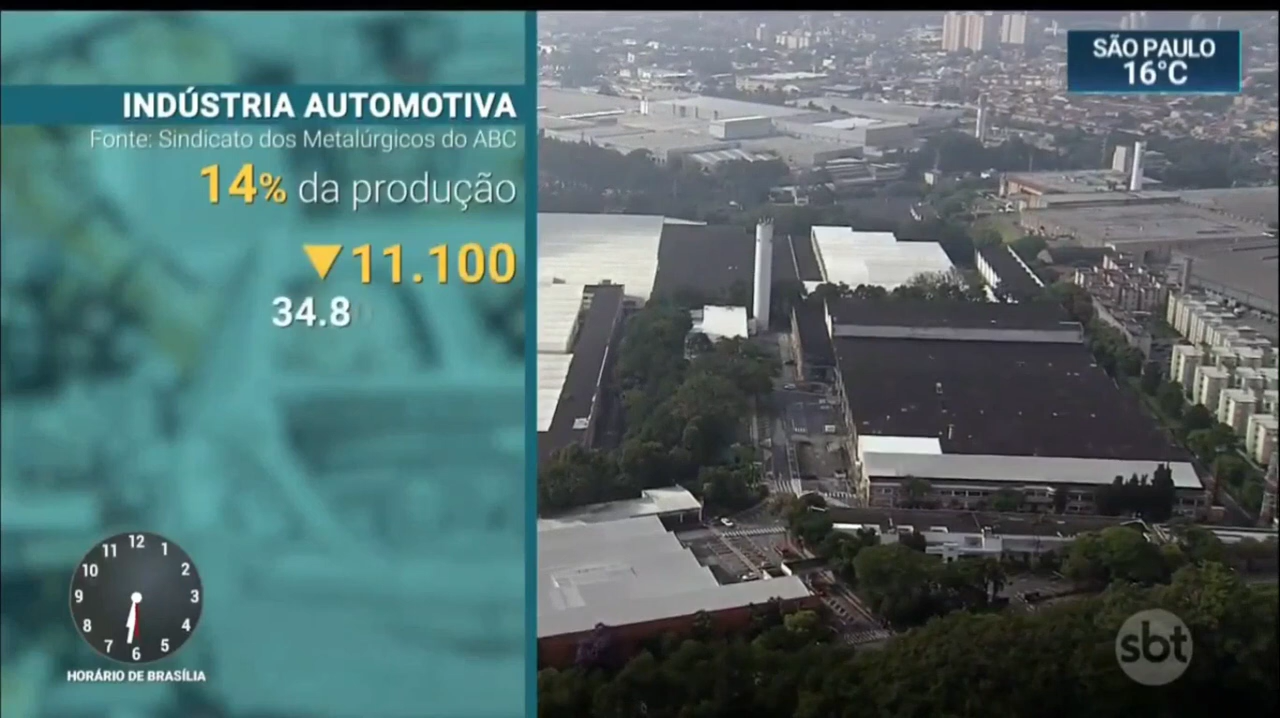 INDÚSTRIA AUTOMOTIVA
Fonte: Sindicato dos Metalúrgicos do ABC
14% da produção
▼11.100
34.8
SÃO PAULO
16°C
12
11 1
10 2
9 3
8 4
7 5
6
HORÁRIO DE BRASÍLIA
sbt